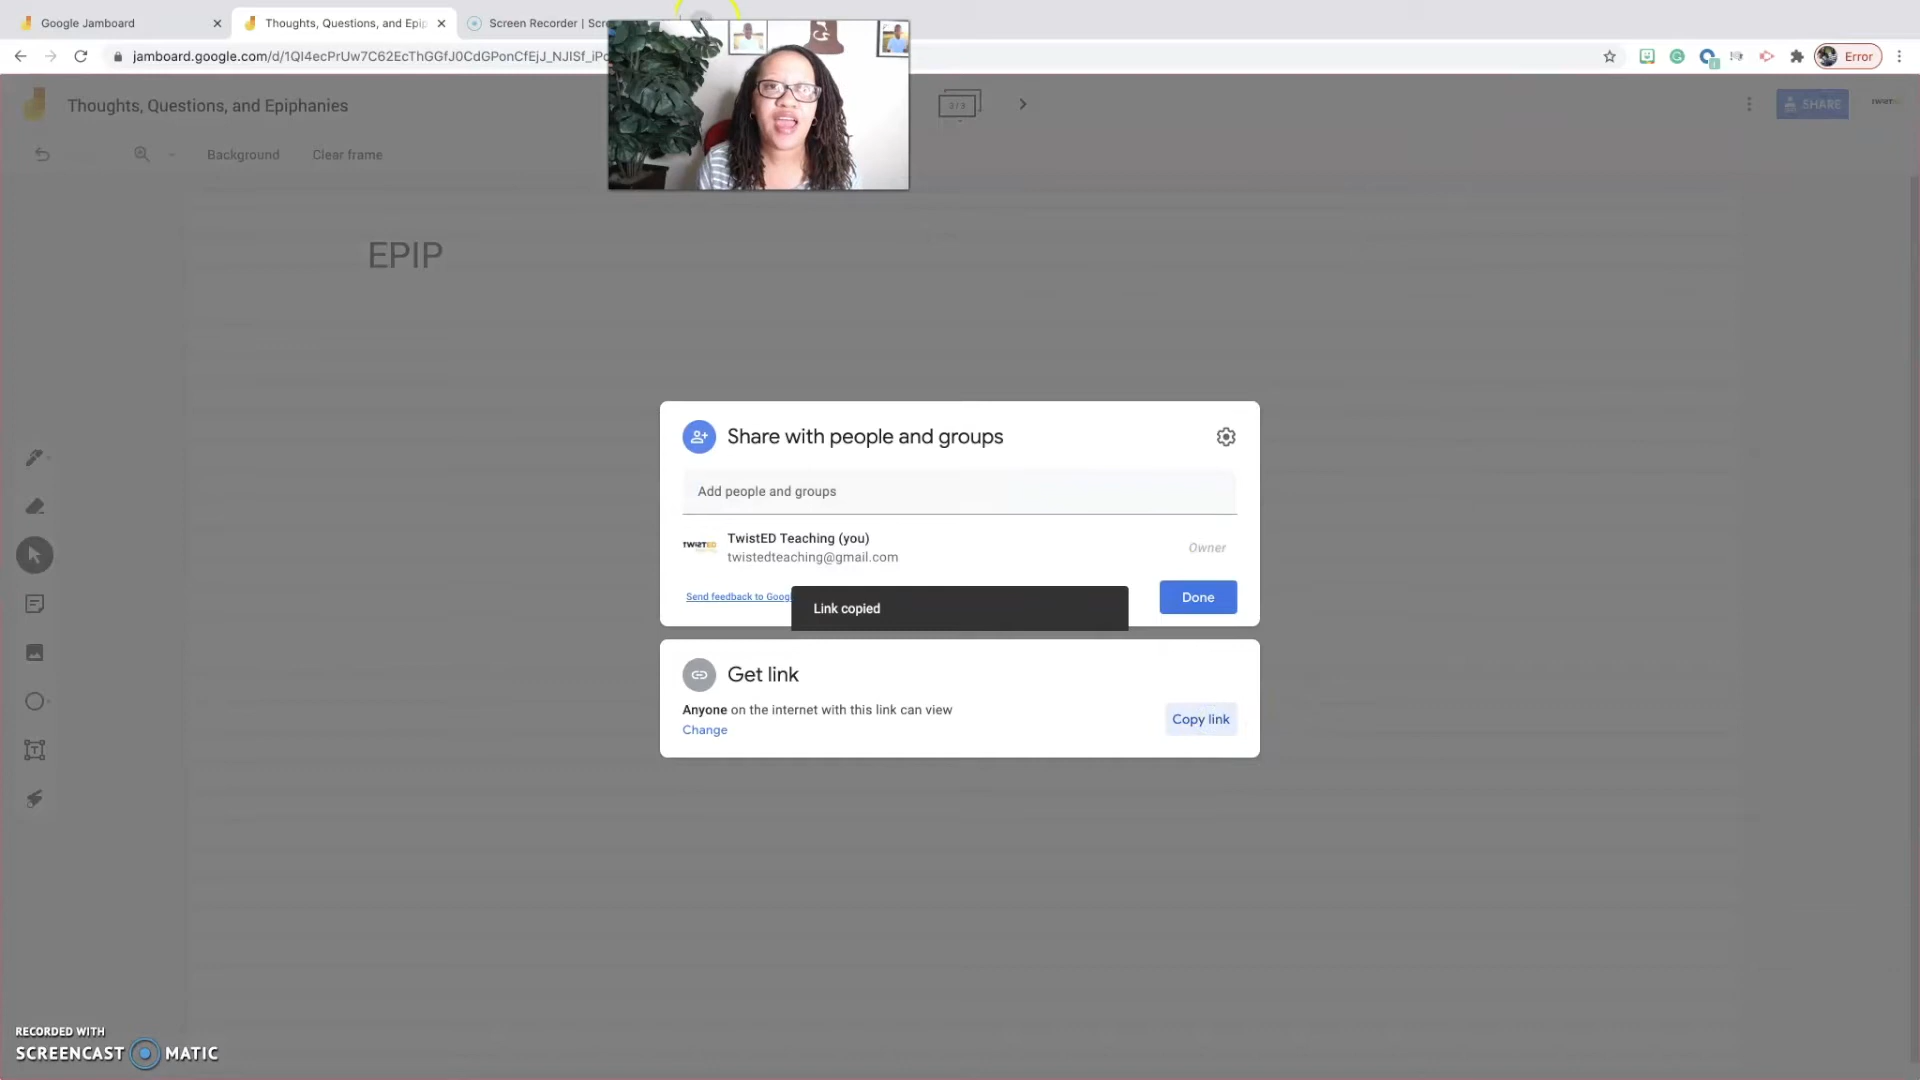 Google Jamboard
Thoughts, Questions, and Epip
Screen Recorder | Scre
jamboard.google.com/d/1QI4ecPrUw7C62EcThGGfJ0CdGPonCfEjJ_NJISf_iPo
Error
Thoughts, Questions, and Epiphanies
SHARE
Background
Clear frame
EPIP
Share with people and groups
Add people and groups
TwistED Teaching (you)
twistedteaching@gmail.com
Owner
Send feedback to Googl
Link copied
Done
Get link
Anyone on the internet with this link can view
Change
Copy link
RECORDED WITH
SCREENCAST MATIC